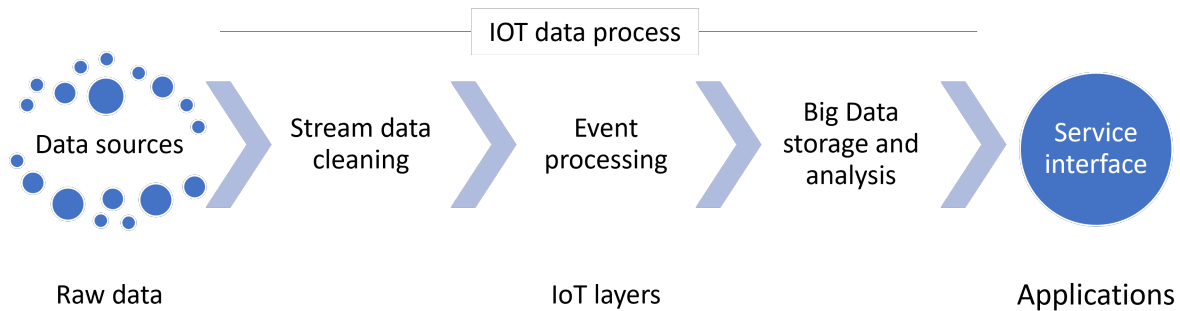 IOT data process
Data sources
Stream data
cleaning
Event
processing
Big Data
storage and
analysis
Service
interface
Raw data
IoT layers
Applications